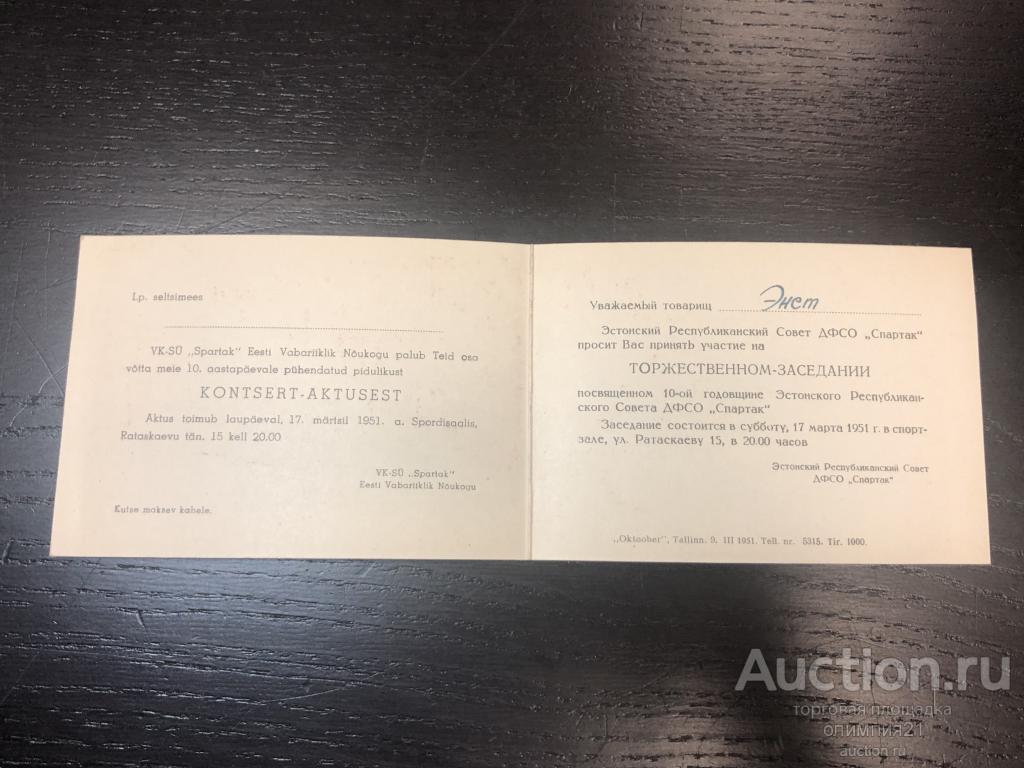 Lp. seltsimees
VK-SÜ „Spartak" Eesti Vabariiklik Nõukogu palub Teid osa
võtta meie 10. aastapäevale pühendatud pidulikust
KONTSERT-AKTUSEST
Aktus toimub laupäeval, 17. märtsil 1951. a. Spordisaalis,
Rataskaevu tän. 15 kell 20.00
VK-SÜ „Spartak"
Eesti Vabariiklik Nõukogu
Kutse maksev kahele.
Уважаемый товарищ Энст
Эстонский Республиканский Совет ДФСО „Спартак"
просит Вас принять участие на
ТОРЖЕСТВЕННОМ-ЗАСЕДАНИИ
посвященном 10-ой годовщине Эстонского Республикан-
ского Совета ДФСО „Спартак"
Заседание состоится в субботу, 17 марта 1951 г. в спорт-
зале, ул. Ратаскаеву 15, в 20.00 часов
Эстонский Республиканский Совет
ДФСО „Спартак"
„Oktoober", Tallinn. 9. III 1951. Tell. nr. 5315. Tir. 1000.
Auction.ru
торговая площадка
олимпия21
auction.ru